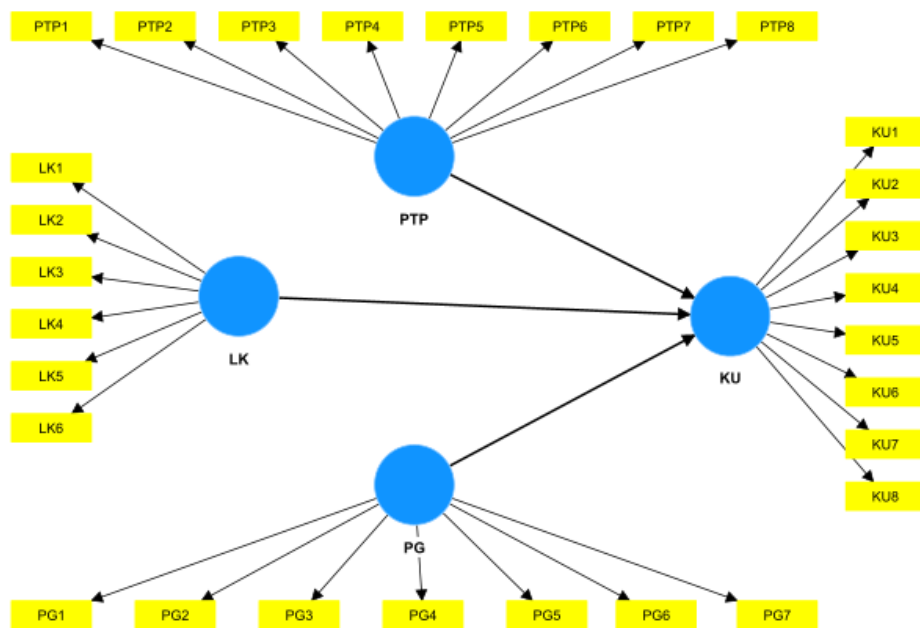 PTP1 PTP2 PTP3 PTP4 PTP5 PTP6 PTP7 PTP8
PTP
LK1
LK2
LK3
LK4
LK5
LK6
LK
KU1
KU2
KU3
KU4
KU5
KU6
KU7
KU8
KU
PG
PG1 PG2 PG3 PG4 PG5 PG6 PG7